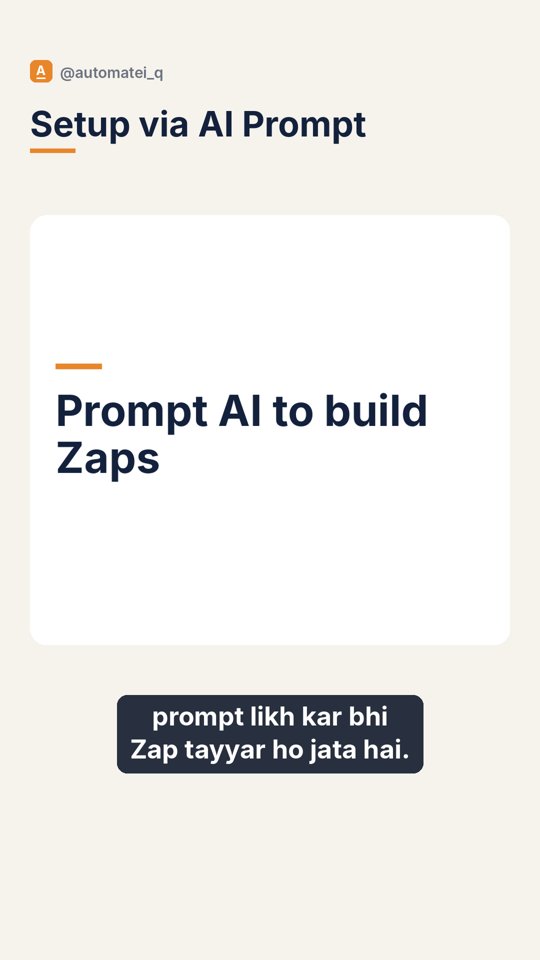 A
@automatei_q
Setup via AI Prompt
Prompt AI to build
Zaps
prompt likh kar bhi
Zap tayyar ho jata hai.